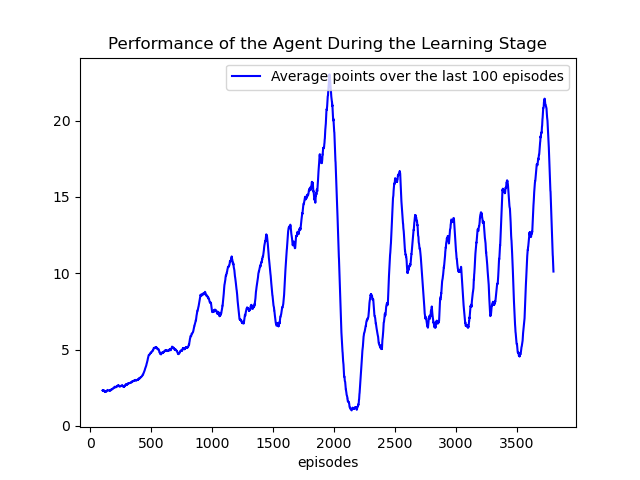 Performance of the Agent During the Learning Stage
Average points over the last 100 episodes
20
15
10
5
0
0 500 1000 1500 2000 2500 3000 3500
episodes